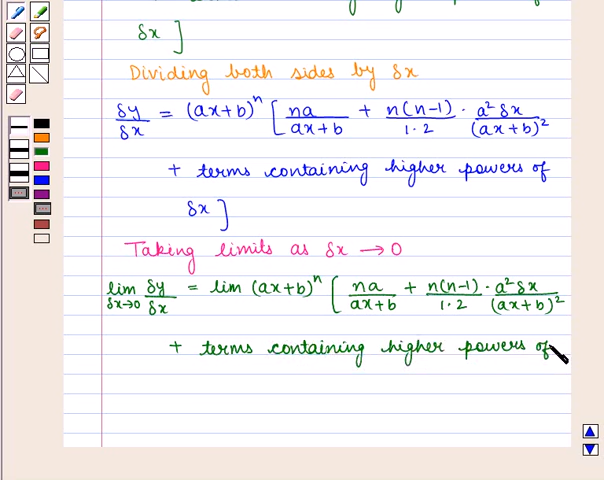 δx ]
Dividing both sides by δx
δy/δx = (ax+b)^n [ na/(ax+b) + n(n-1)/1·2 · a²δx/(ax+b)²
+ terms containing higher powers of
δx ]
Taking limits as δx → 0
lim δx→0 δy/δx = lim (ax+b)^n [ na/(ax+b) + n(n-1)/1·2 · a²δx/(ax+b)²
+ terms containing higher powers of